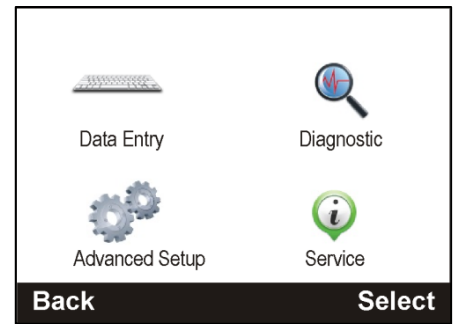 Data Entry
Diagnostic
Advanced Setup
Service
Back
Select